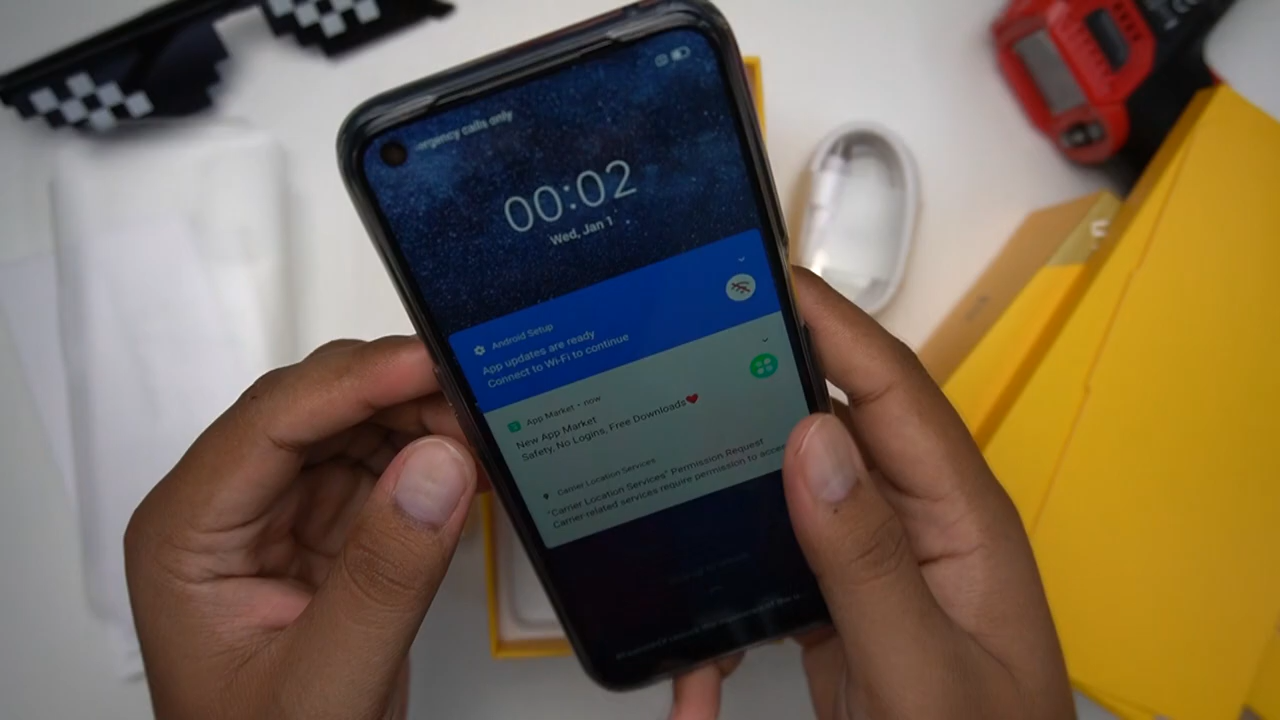 calls only
00:02
Wed, Jan 1
Android Setup
App updates are ready
Connect to Wi-Fi to continue
App Market • now
New App Market
Safety, No Logins, Free Downloads❤️
Carrier Location Services
"Carrier Location Services" Permission Request
Carrier-related services require permission to